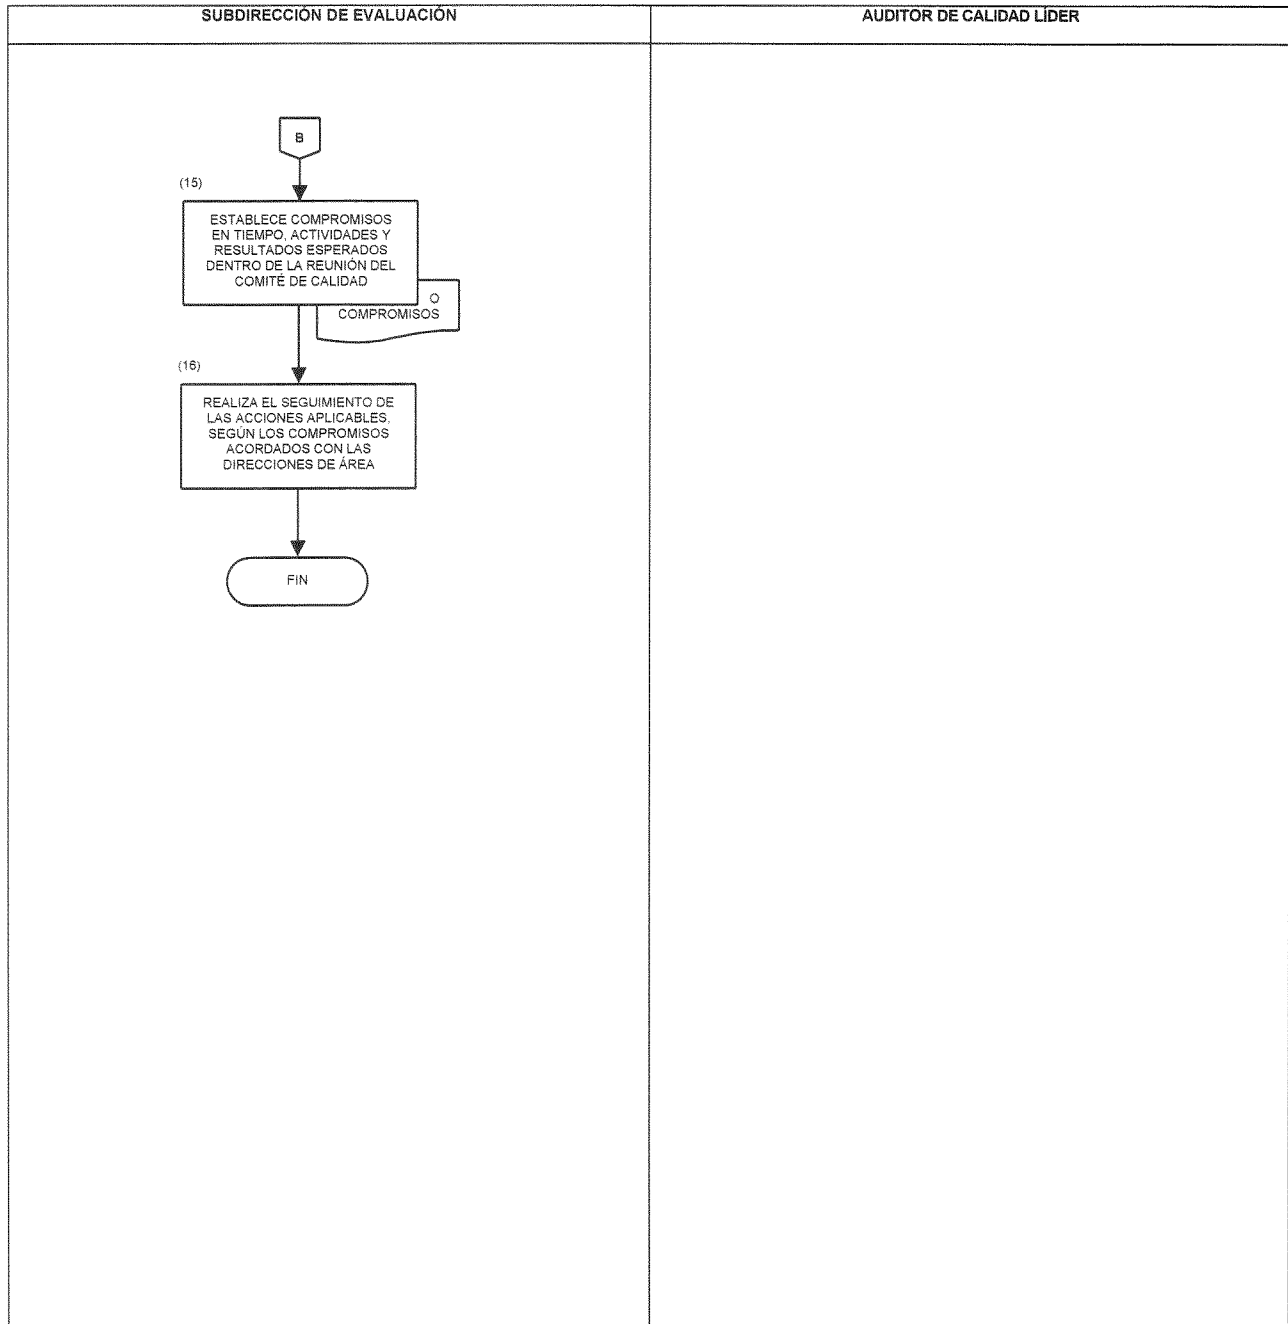 SUBDIRECCIÓN DE EVALUACIÓN
AUDITOR DE CALIDAD LÍDER
B
(15)
ESTABLECE COMPROMISOS
EN TIEMPO, ACTIVIDADES Y
RESULTADOS ESPERADOS
DENTRO DE LA REUNIÓN DEL
COMITÉ DE CALIDAD
O
COMPROMISOS
(16)
REALIZA EL SEGUIMIENTO DE
LAS ACCIONES APLICABLES,
SEGÚN LOS COMPROMISOS
ACORDADOS CON LAS
DIRECCIONES DE ÁREA
FIN